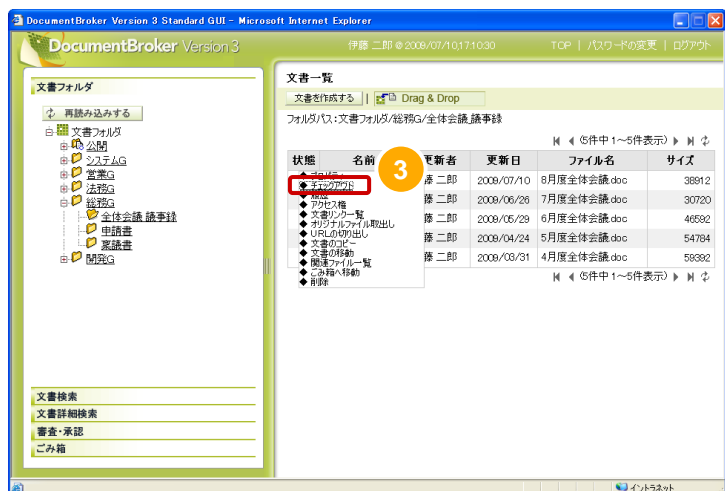 DocumentBroker Version 3 Standard GUI - Microsoft Internet Explorer
DocumentBroker Version 3
伊藤 二郎 @ 2009/07/10,17:10:30
TOP | パスワードの変更 | ログアウト
文書フォルダ
再読み込みする
文書フォルダ
公開
システムG
営業G
法務G
総務G
全体会議 議事録
申請書
稟議書
開発G
文書検索
文書詳細検索
審査・承認
ごみ箱
文書一覧
文書を作成する | Drag & Drop
フォルダパス:文書フォルダ/総務G/全体会議 議事録
(5件中 1~5件表示)
状態 名前 更新者 更新日 ファイル名 サイズ
藤 二郎 2009/07/10 8月度全体会議.doc 38912
藤 二郎 2009/06/26 7月度全体会議.doc 30720
藤 二郎 2009/05/29 6月度全体会議.doc 46592
藤 二郎 2009/04/24 5月度全体会議.doc 54784
藤 二郎 2009/03/31 4月度全体会議.doc 59392
(5件中 1~5件表示)
3
◆ プロパティ
◆ チェックアウト
◆ 履歴
◆ アクセス権
◆ 文書リンク一覧
◆ オリジナルファイル取出し
◆ URLの切り出し
◆ 文書のコピー
◆ 文書の移動
◆ 関連ファイル一覧
◆ ごみ箱へ移動
◆ 削除
イントラネット